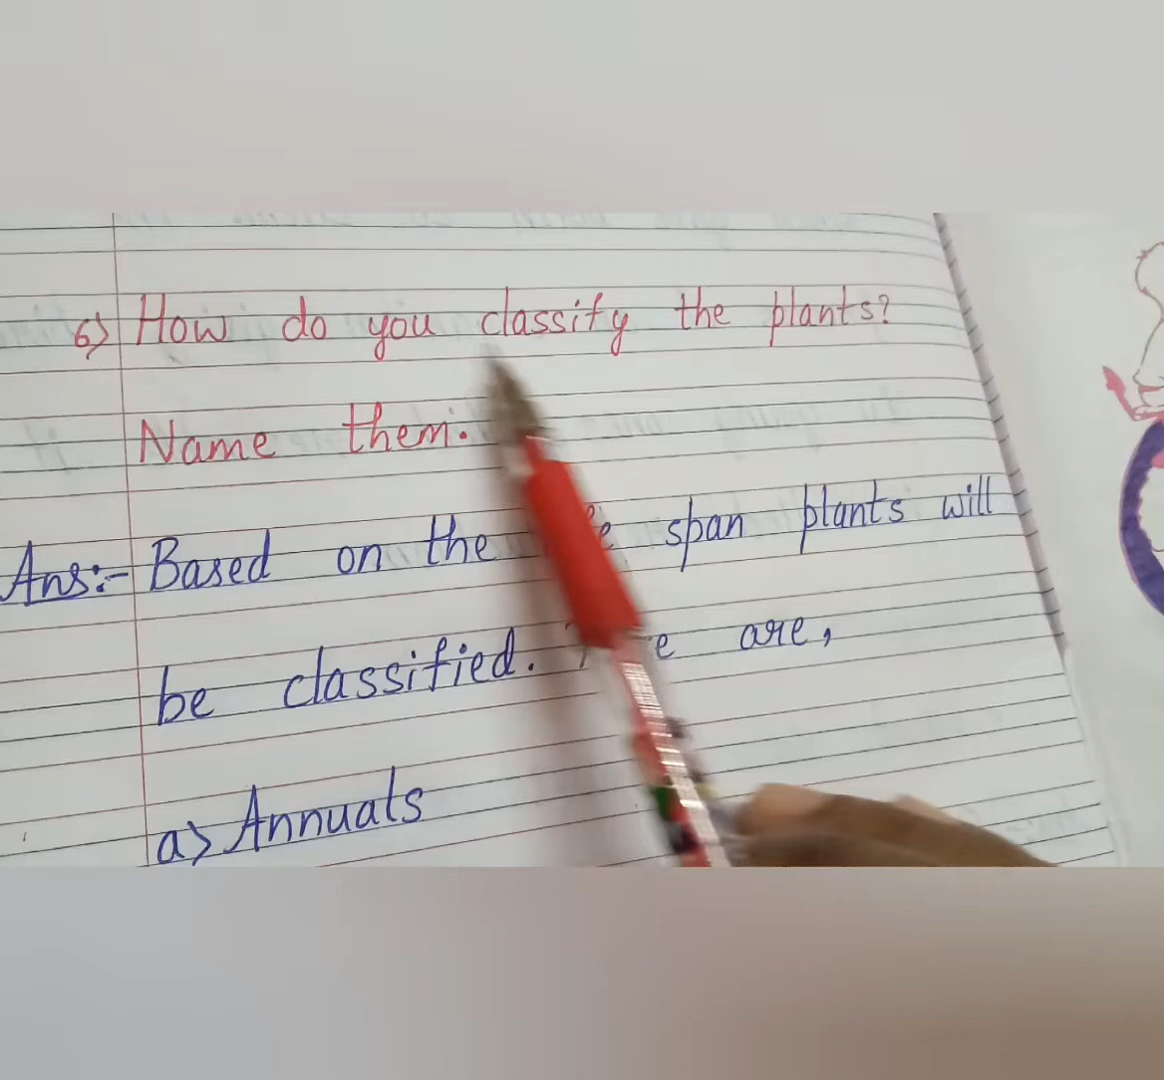 6) How do you classify the plants?
Name them.
Ans:- Based on the span plants will
be classified. are,
a) Annuals